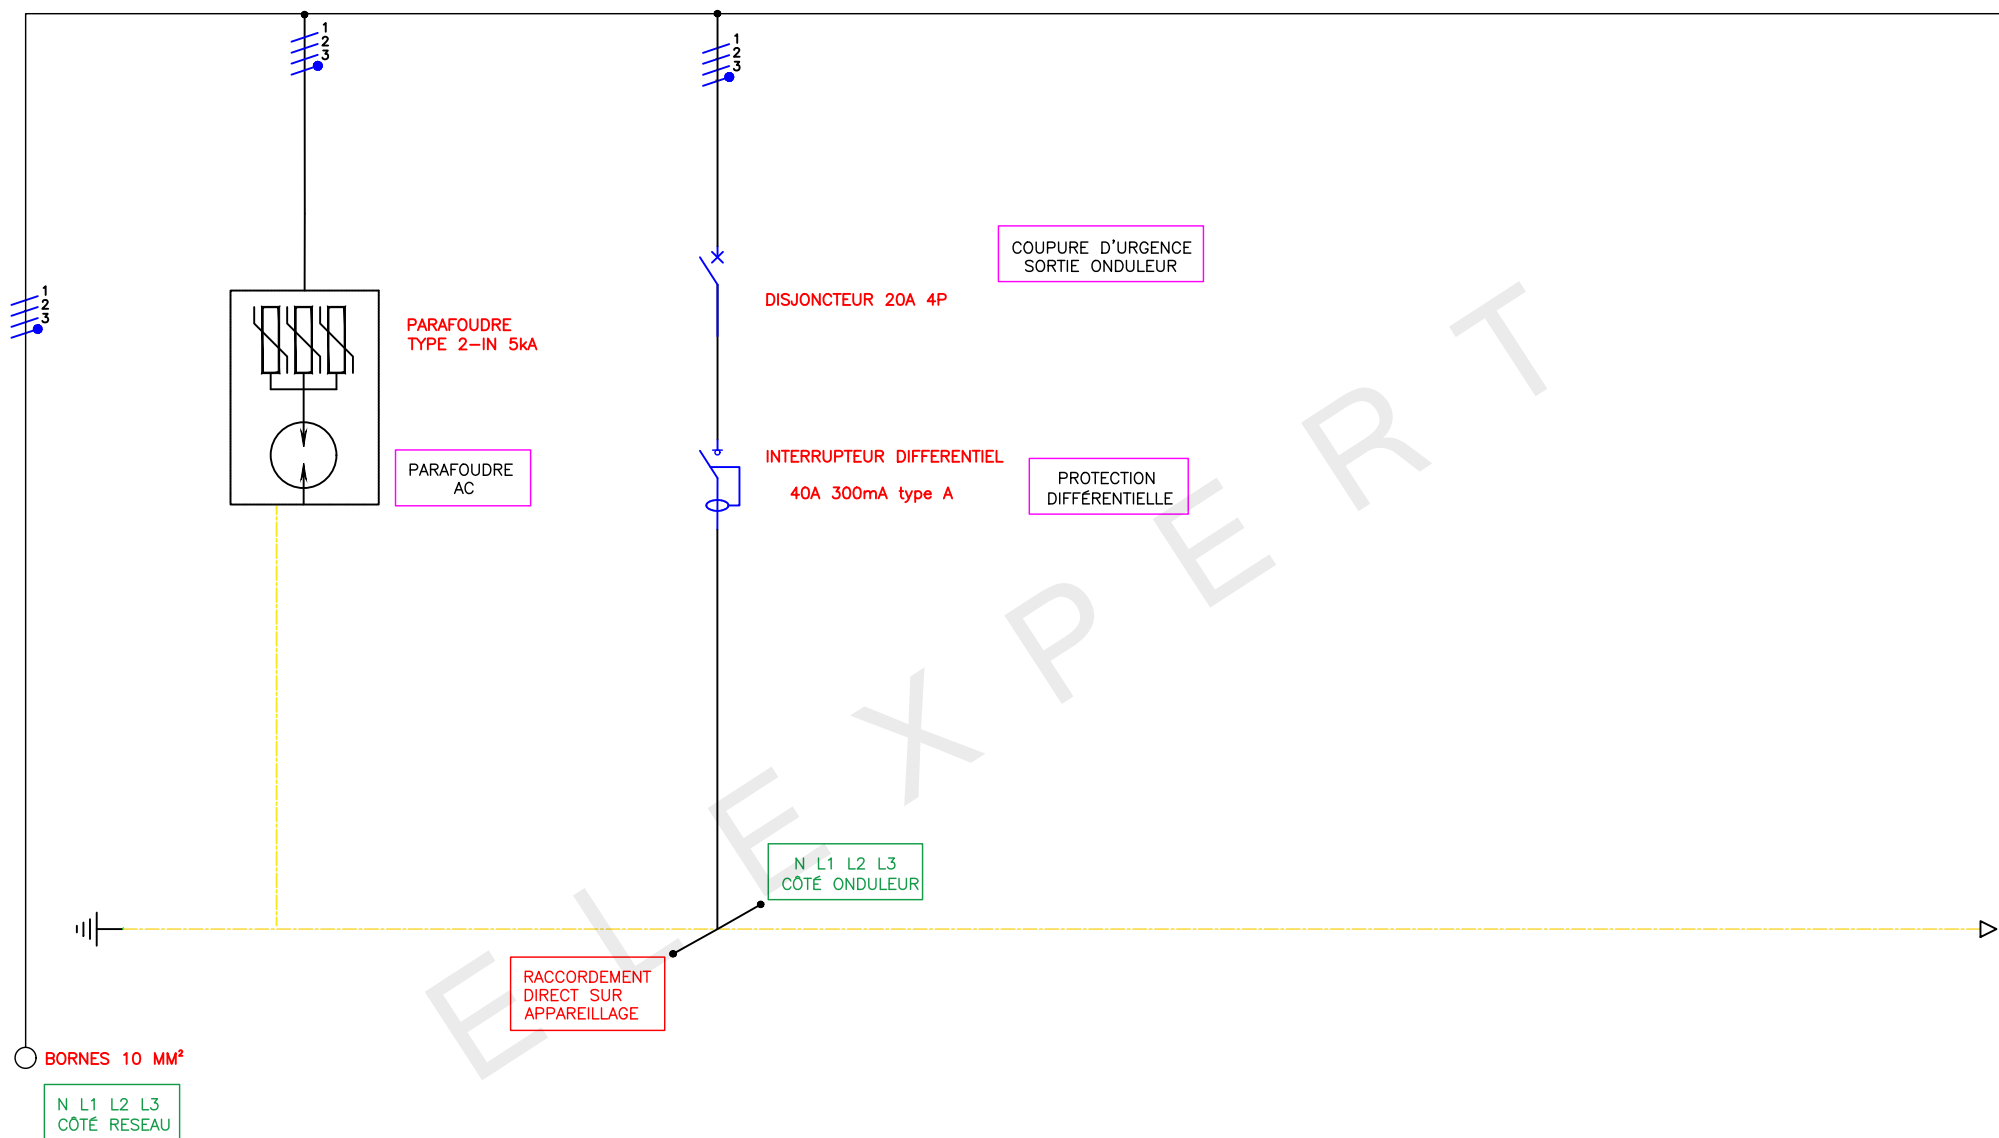 1
2
3
1
2
3
COUPURE D'URGENCE
SORTIE ONDULEUR
1
2
3
DISJONCTEUR 20A 4P
PARAFOUDRE
TYPE 2-IN 5kA
INTERRUPTEUR DIFFERENTIEL
40A 300mA type A
PARAFOUDRE
AC
PROTECTION
DIFFÉRENTIELLE
ELEXPERT
N L1 L2 L3
CÔTÉ ONDULEUR
RACCORDEMENT
DIRECT SUR
APPAREILLAGE
BORNES 10 MM²
N L1 L2 L3
CÔTÉ RESEAU